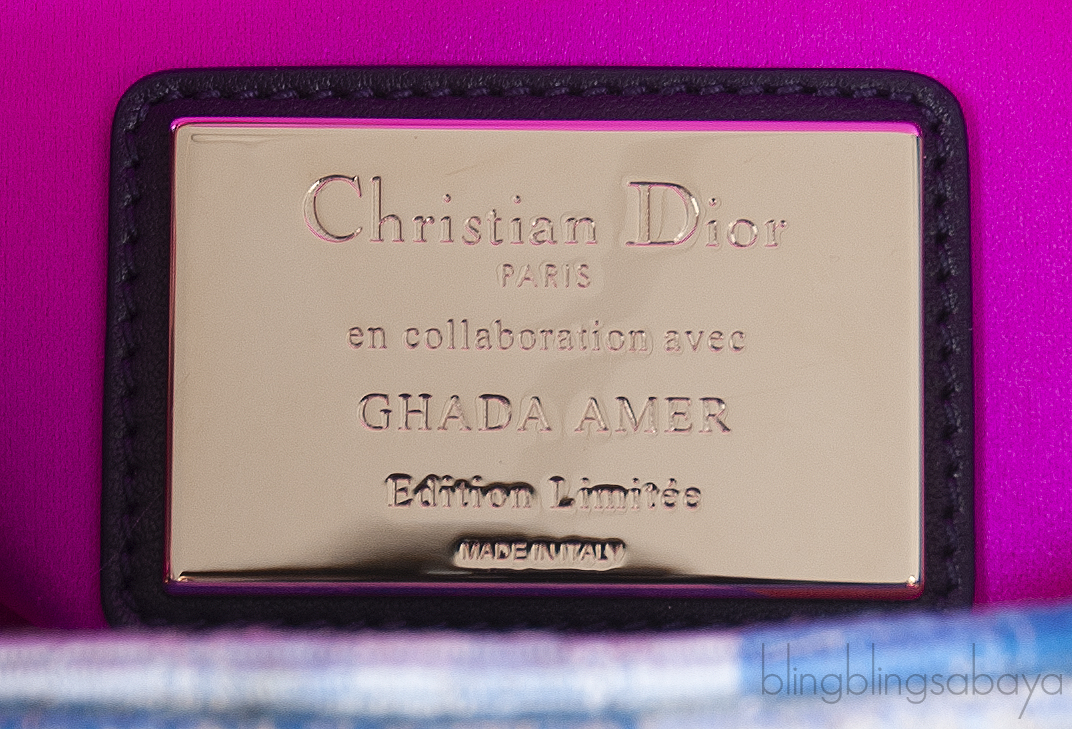 Christian Dior
PARIS
en collaboration avec
GHADA AMER
Edition Limitée
MADE IN ITALY
blingblingsabaya